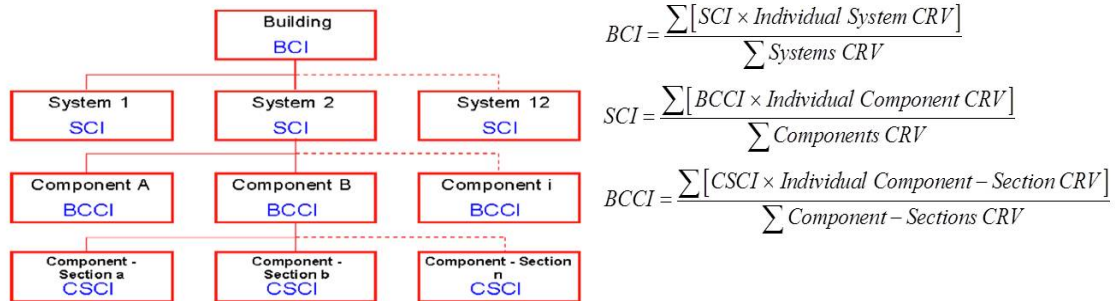 Building
BCI
System 1
SCI
System 2
SCI
System 12
SCI
Component A
BCCI
Component B
BCCI
Component i
BCCI
Component -
Section a
CSCI
Component -
Section b
CSCI
Component - Section
n
CSCI
BCI = ∑[SCI × Individual System CRV] / ∑ Systems CRV
SCI = ∑[BCCI × Individual Component CRV] / ∑ Components CRV
BCCI = ∑[CSCI × Individual Component – Section CRV] / ∑ Component – Sections CRV